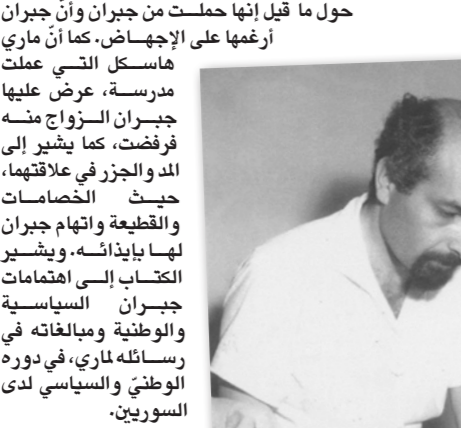 حول ما قيل إنها حملت من جبران وأنّ جبران
أرغمها على الإجهاض. كما أنّ ماري
هاسكل التي عملت
مدرسة، عرض عليها
جبران الزواج منه
فرفضت، كما يشير إلى
المد والجزر في علاقتهما،
حيث الخصامات
والقطيعة واتهام جبران
لها بإيذائه. ويشير
الكتاب إلى اهتمامات
جبران السياسية
والوطنية ومبالغاته في
رسائله لماري، في دوره
الوطنيّ والسياسي لدى
السوريين.